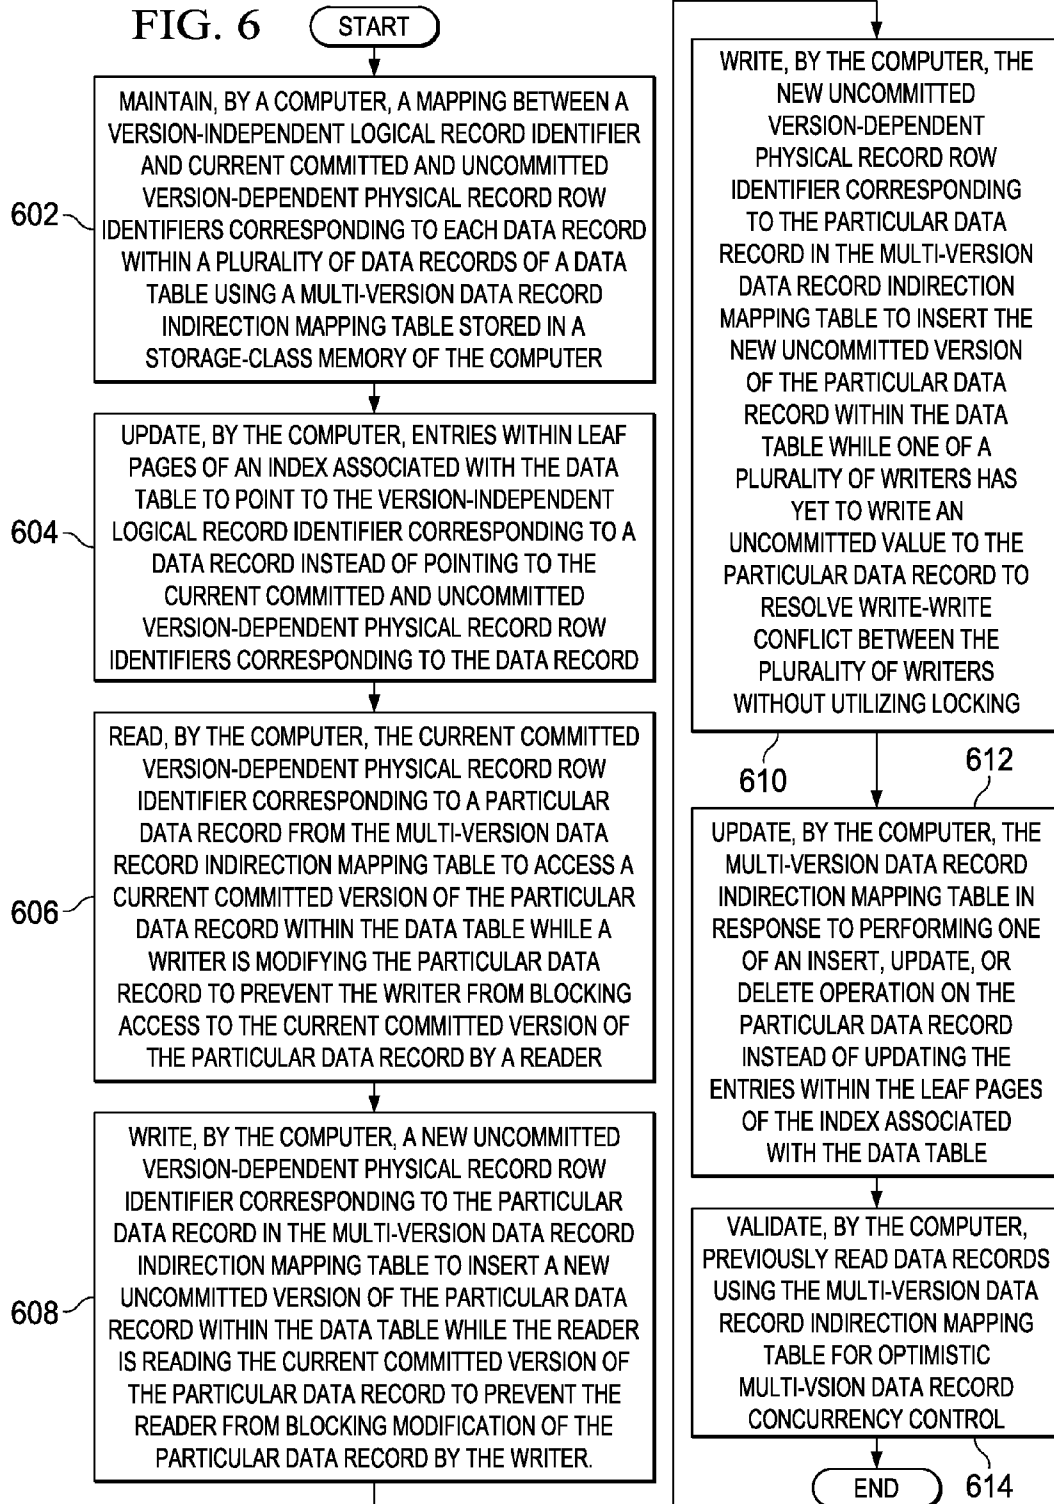 FIG. 6
START
MAINTAIN, BY A COMPUTER, A MAPPING BETWEEN A
VERSION-INDEPENDENT LOGICAL RECORD IDENTIFIER
AND CURRENT COMMITTED AND UNCOMMITTED
VERSION-DEPENDENT PHYSICAL RECORD ROW
IDENTIFIERS CORRESPONDING TO EACH DATA RECORD
WITHIN A PLURALITY OF DATA RECORDS OF A DATA
TABLE USING A MULTI-VERSION DATA RECORD
INDIRECTION MAPPING TABLE STORED IN A
STORAGE-CLASS MEMORY OF THE COMPUTER
602
UPDATE, BY THE COMPUTER, ENTRIES WITHIN LEAF
PAGES OF AN INDEX ASSOCIATED WITH THE DATA
TABLE TO POINT TO THE VERSION-INDEPENDENT
LOGICAL RECORD IDENTIFIER CORRESPONDING TO A
DATA RECORD INSTEAD OF POINTING TO THE
CURRENT COMMITTED AND UNCOMMITTED
VERSION-DEPENDENT PHYSICAL RECORD ROW
IDENTIFIERS CORRESPONDING TO THE DATA RECORD
604
READ, BY THE COMPUTER, THE CURRENT COMMITTED
VERSION-DEPENDENT PHYSICAL RECORD ROW
IDENTIFIER CORRESPONDING TO A PARTICULAR
DATA RECORD FROM THE MULTI-VERSION DATA
RECORD INDIRECTION MAPPING TABLE TO ACCESS A
CURRENT COMMITTED VERSION OF THE PARTICULAR
DATA RECORD WITHIN THE DATA TABLE WHILE A
WRITER IS MODIFYING THE PARTICULAR DATA
RECORD TO PREVENT THE WRITER FROM BLOCKING
ACCESS TO THE CURRENT COMMITTED VERSION OF
THE PARTICULAR DATA RECORD BY A READER
606
WRITE, BY THE COMPUTER, A NEW UNCOMMITTED
VERSION-DEPENDENT PHYSICAL RECORD ROW
IDENTIFIER CORRESPONDING TO THE PARTICULAR
DATA RECORD IN THE MULTI-VERSION DATA RECORD
INDIRECTION MAPPING TABLE TO INSERT A NEW
UNCOMMITTED VERSION OF THE PARTICULAR DATA
RECORD WITHIN THE DATA TABLE WHILE THE READER
IS READING THE CURRENT COMMITTED VERSION OF
THE PARTICULAR DATA RECORD TO PREVENT THE
READER FROM BLOCKING MODIFICATION OF THE
PARTICULAR DATA RECORD BY THE WRITER.
608
WRITE, BY THE COMPUTER, THE
NEW UNCOMMITTED
VERSION-DEPENDENT
PHYSICAL RECORD ROW
IDENTIFIER CORRESPONDING
TO THE PARTICULAR DATA
RECORD IN THE MULTI-VERSION
DATA RECORD INDIRECTION
MAPPING TABLE TO INSERT THE
NEW UNCOMMITTED VERSION
OF THE PARTICULAR DATA
RECORD WITHIN THE DATA
TABLE WHILE ONE OF A
PLURALITY OF WRITERS HAS
YET TO WRITE AN
UNCOMMITTED VALUE TO THE
PARTICULAR DATA RECORD TO
RESOLVE WRITE-WRITE
CONFLICT BETWEEN THE
PLURALITY OF WRITERS
WITHOUT UTILIZING LOCKING
610
612
UPDATE, BY THE COMPUTER, THE
MULTI-VERSION DATA RECORD
INDIRECTION MAPPING TABLE IN
RESPONSE TO PERFORMING ONE
OF AN INSERT, UPDATE, OR
DELETE OPERATION ON THE
PARTICULAR DATA RECORD
INSTEAD OF UPDATING THE
ENTRIES WITHIN THE LEAF PAGES
OF THE INDEX ASSOCIATED
WITH THE DATA TABLE
VALIDATE, BY THE COMPUTER,
PREVIOUSLY READ DATA RECORDS
USING THE MULTI-VERSION DATA
RECORD INDIRECTION MAPPING
TABLE FOR OPTIMISTIC
MULTI-VSION DATA RECORD
CONCURRENCY CONTROL
614
END